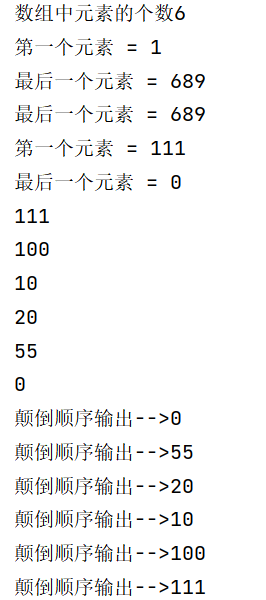 数组中元素的个数6
第一个元素 = 1
最后一个元素 = 689
最后一个元素 = 689
第一个元素 = 111
最后一个元素 = 0
111
100
10
20
55
0
颠倒顺序输出-->0
颠倒顺序输出-->55
颠倒顺序输出-->20
颠倒顺序输出-->10
颠倒顺序输出-->100
颠倒顺序输出-->111